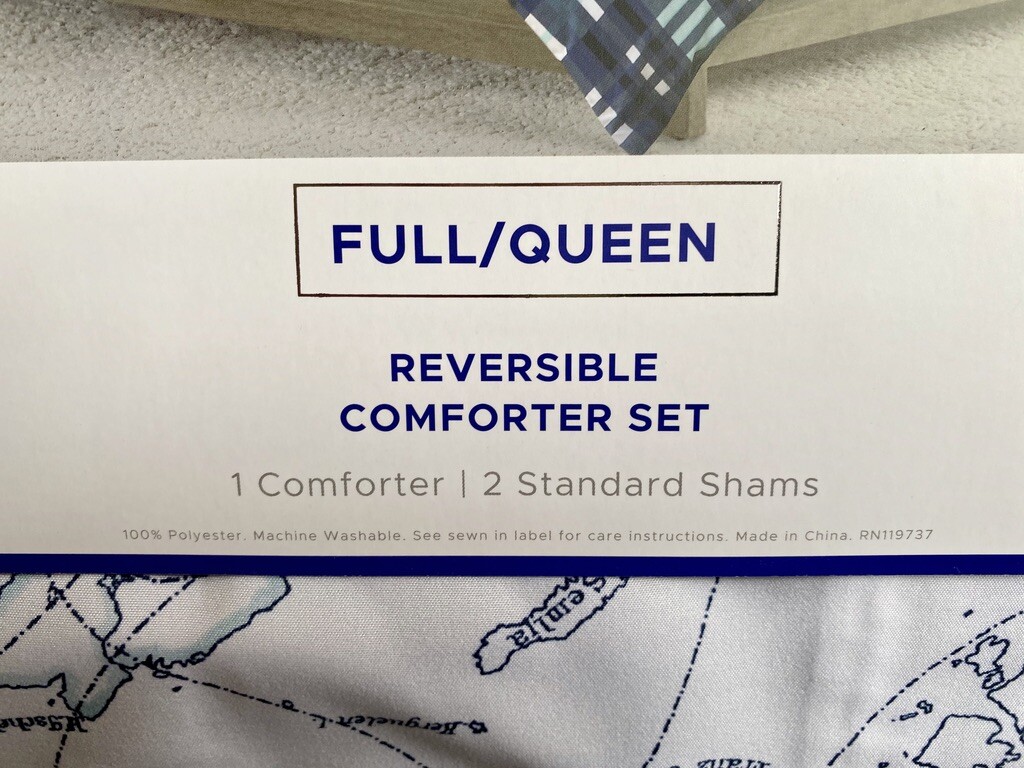 FULL/QUEEN
REVERSIBLE
COMFORTER SET
1 Comforter | 2 Standard Shams
100% Polyester. Machine Washable. See sewn in label for care instructions. Made in China. RN119737